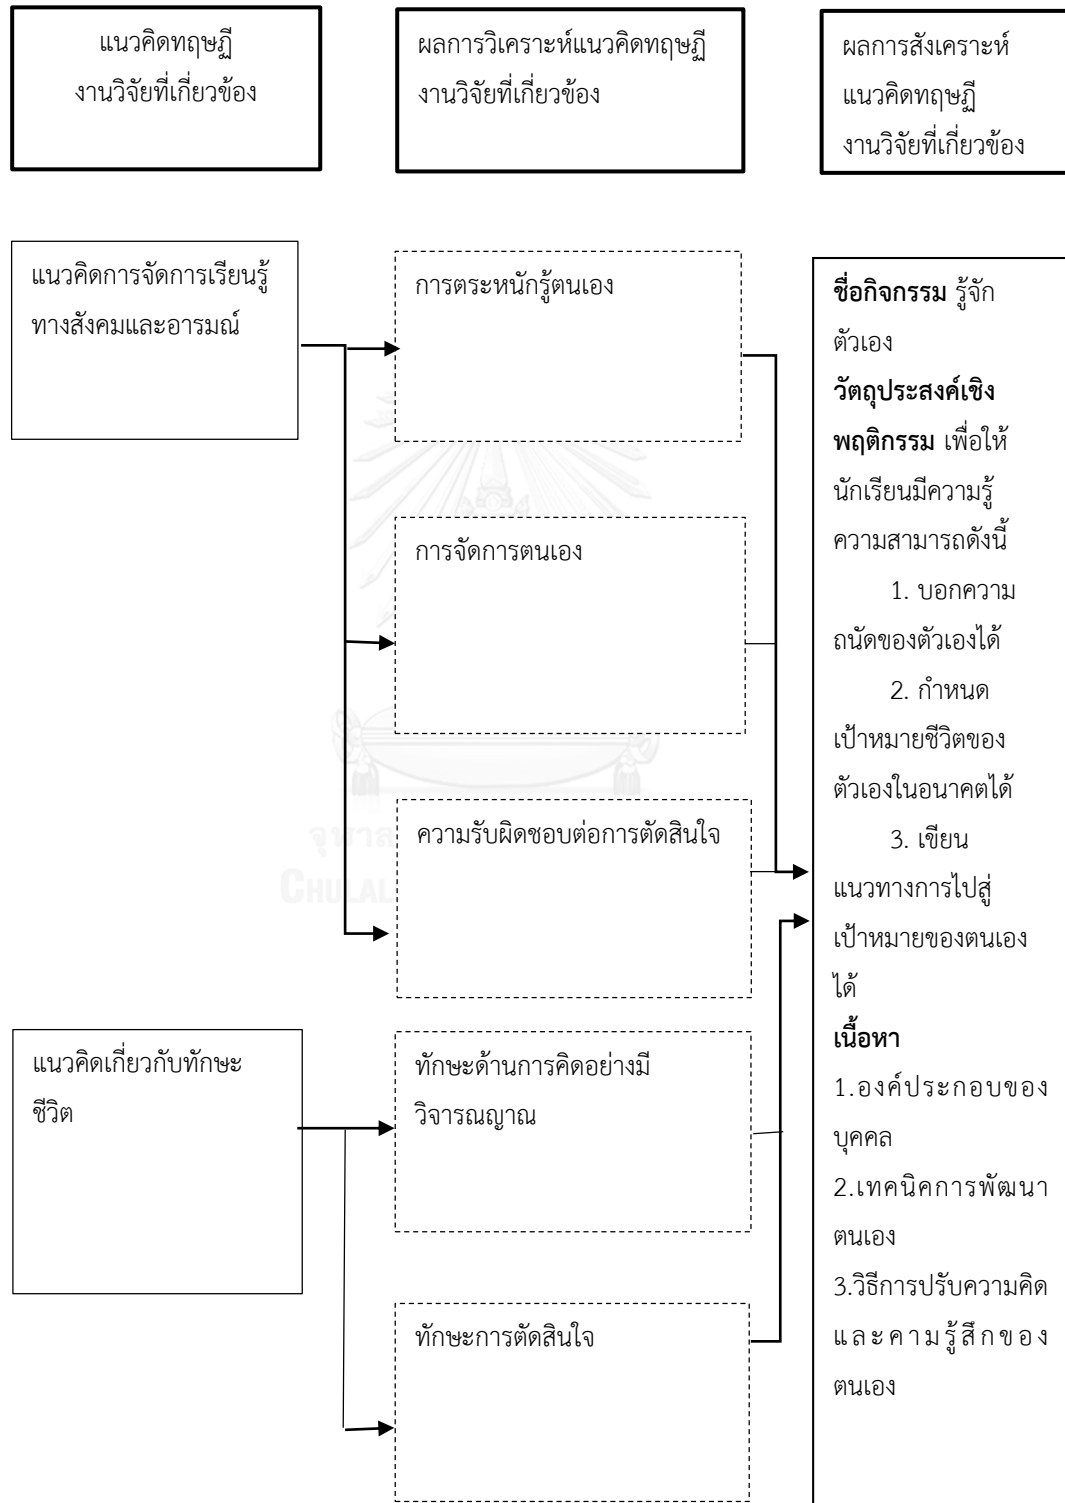 แนวคิดทฤษฎี
งานวิจัยที่เกี่ยวข้อง
ผลการวิเคราะห์แนวคิดทฤษฎี
งานวิจัยที่เกี่ยวข้อง
ผลการสังเคราะห์
แนวคิดทฤษฎี
งานวิจัยที่เกี่ยวข้อง
แนวคิดการจัดการเรียนรู้
ทางสังคมและอารมณ์
การตระหนักรู้ตนเอง
การจัดการตนเอง
ความรับผิดชอบต่อการตัดสินใจ
จุฬาล
CHULAL
แนวคิดเกี่ยวกับทักษะ
ชีวิต
ทักษะด้านการคิดอย่างมี
วิจารณญาณ
ทักษะการตัดสินใจ
ชื่อกิจกรรม รู้จัก
ตัวเอง
วัตถุประสงค์เชิง
พฤติกรรม เพื่อให้
นักเรียนมีความรู้
ความสามารถดังนี้
1. บอกความ
ถนัดของตัวเองได้
2. กำหนด
เป้าหมายชีวิตของ
ตัวเองในอนาคตได้
3. เขียน
แนวทางการไปสู่
เป้าหมายของตนเอง
ได้
เนื้อหา
1.องค์ประกอบของ
บุคคล
2.เทคนิคการพัฒนา
ตนเอง
3.วิธีการปรับความคิด
และคามรู้สึกของ
ตนเอง